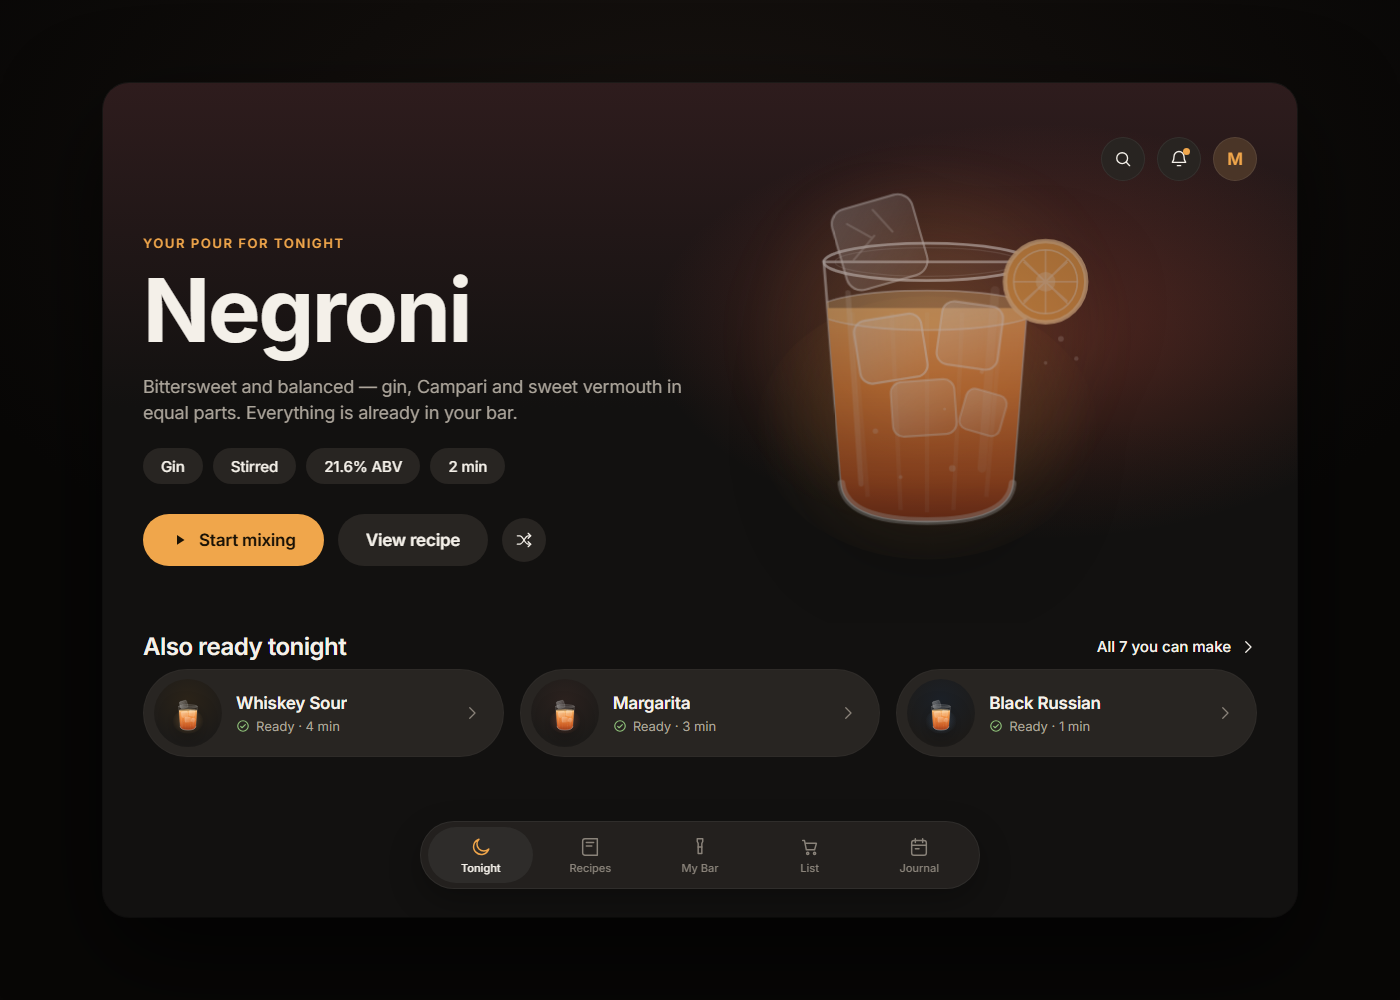 M
YOUR POUR FOR TONIGHT
Negroni
Bittersweet and balanced — gin, Campari and sweet vermouth in
equal parts. Everything is already in your bar.
Gin
Stirred
21.6% ABV
2 min
Start mixing
View recipe
Also ready tonight
All 7 you can make
Whiskey Sour
Ready · 4 min
Margarita
Ready · 3 min
Black Russian
Ready · 1 min
Tonight
Recipes
My Bar
List
Journal